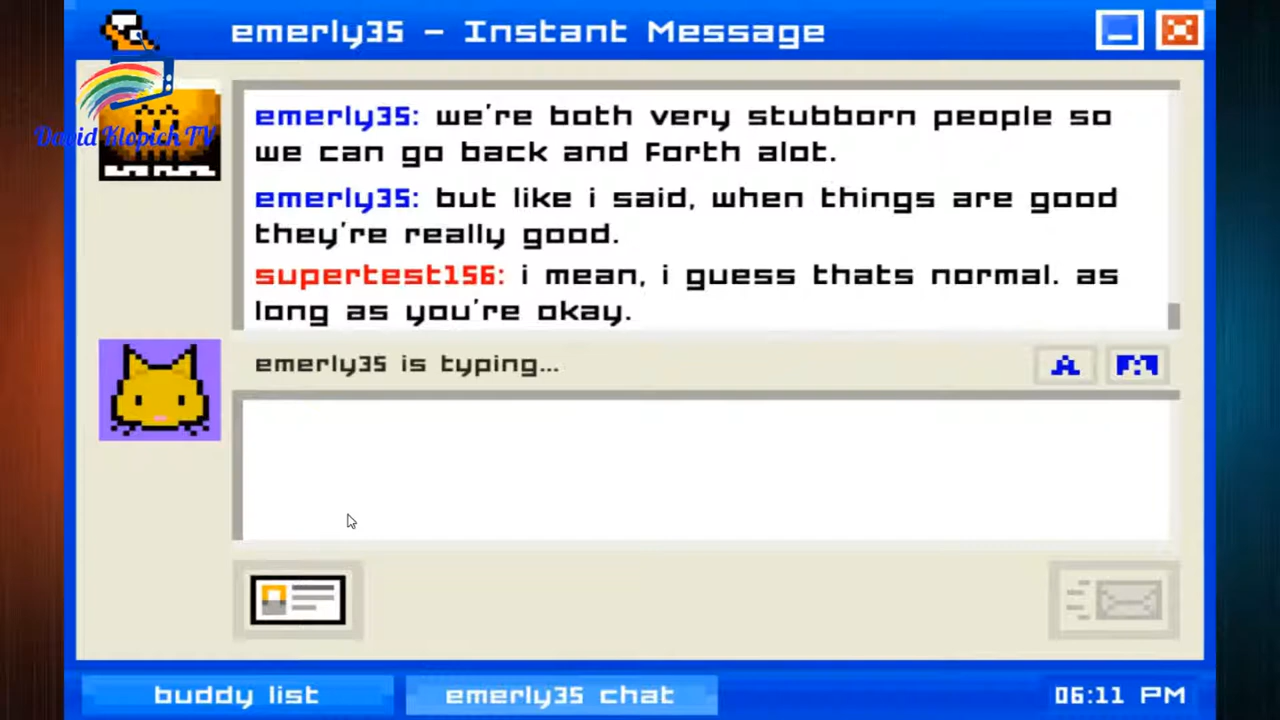 emerly35 - Instant Message
David Klopich TV
emerly35: we're both very stubborn people so
we can go back and forth alot.
emerly35: but like i said, when things are good
they're really good.
supertest156: i mean, i guess thats normal. as
long as you're okay.
emerly35 is typing...
A
buddy list
emerly35 chat
06:11 PM